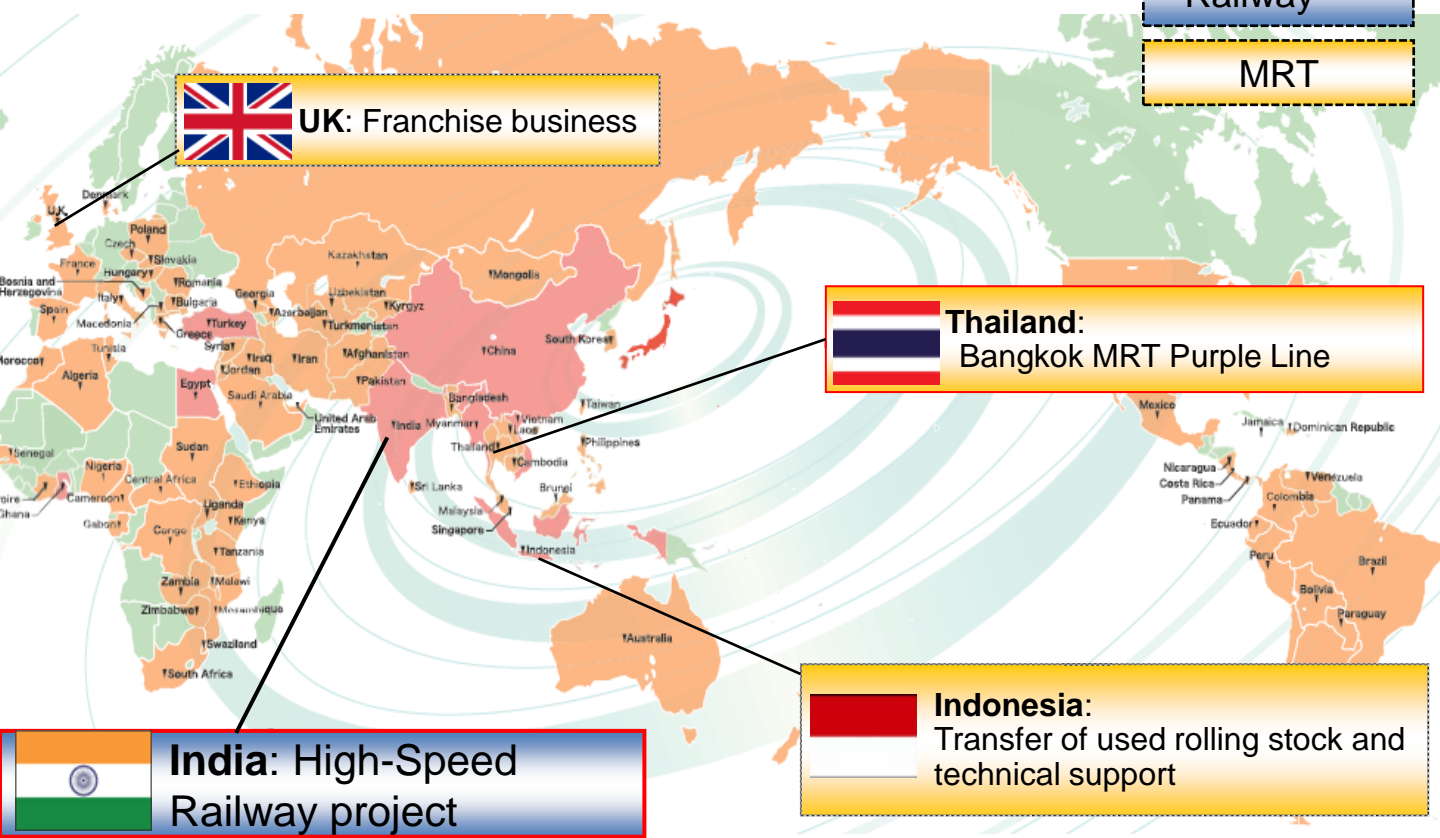 Railway
MRT
UK: Franchise business
Denmark
U.K.
Poland
Czech
Slovakia
France
Hungary
Bosnia and
Herzegovina
Romania
Italy
Bulgaria
Georgia
Spain
Azerbaijan
Macedonia
Greece
Turkey
Turkmenistan
Kazakhstan
Uzbekistan
Kyrgyz
Mongolia
China
South Korea
Tunisia
Syria
Iraq
Iran
Afghanistan
Jordan
Algeria
Egypt
Saudi Arabia
Pakistan
United Arab
Emirates
Bangladesh
Taiwan
India
Myanmar
Vietnam
Laos
Thailand
Philippines
Cambodia
Sri Lanka
Brunei
Malaysia
Singapore
Indonesia
Senegal
Nigeria
Sudan
Central Africa
Ethiopia
Cameroon
Ghana
Uganda
Gabon
Congo
Kenya
Tanzania
Zambia
Malawi
Zimbabwe
Mozambique
Swaziland
South Africa
Australia
Thailand:
Bangkok MRT Purple Line
Mexico
Jamaica
Dominican Republic
Nicaragua
Costa Rica
Panama
Venezuela
Colombia
Ecuador
Peru
Brazil
Bolivia
Paraguay
Indonesia:
Transfer of used rolling stock and
technical support
India: High-Speed
Railway project